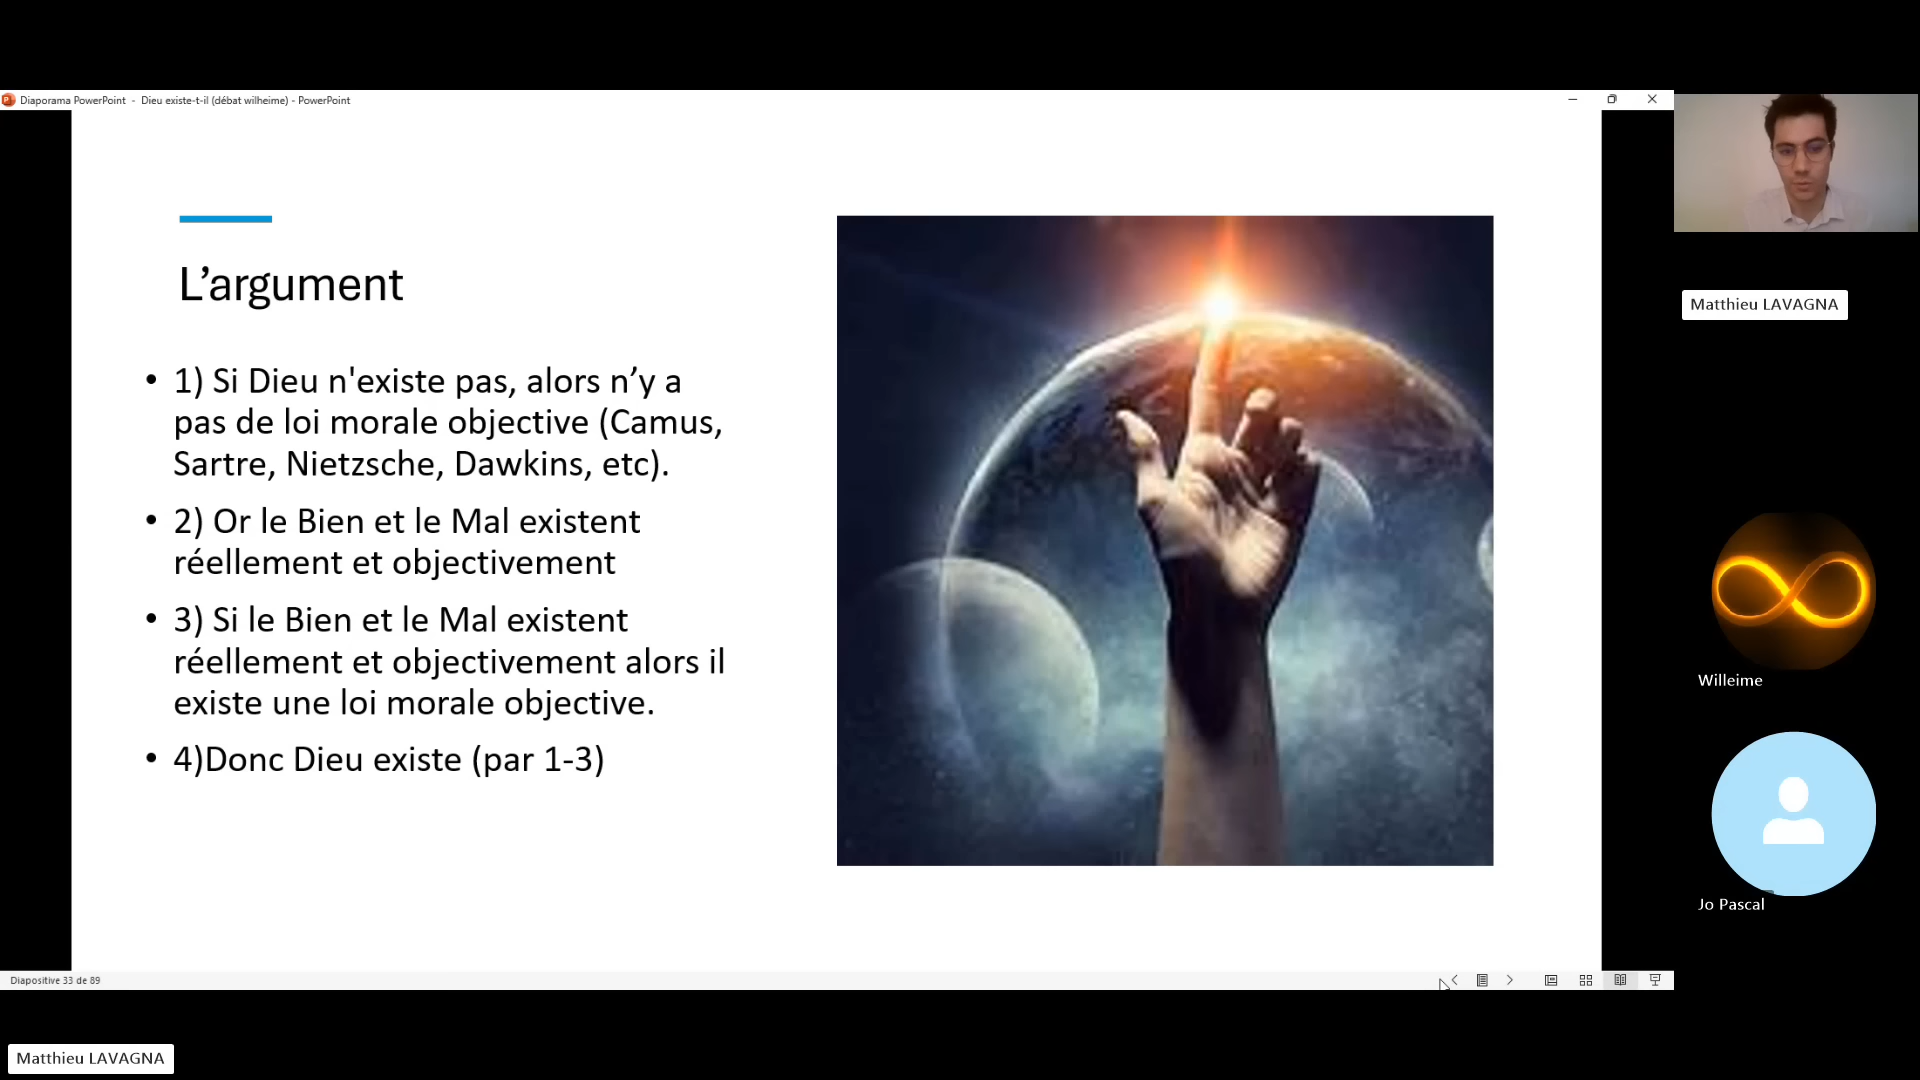 Diaporama PowerPoint - Dieu existe-t-il (débat wilheime) - PowerPoint
L’argument
• 1) Si Dieu n'existe pas, alors n’y a
pas de loi morale objective (Camus,
Sartre, Nietzsche, Dawkins, etc).
• 2) Or le Bien et le Mal existent
réellement et objectivement
• 3) Si le Bien et le Mal existent
réellement et objectivement alors il
existe une loi morale objective.
• 4)Donc Dieu existe (par 1-3)
Matthieu LAVAGNA
Willeime
Jo Pascal
Diapositive 33 de 89
Matthieu LAVAGNA